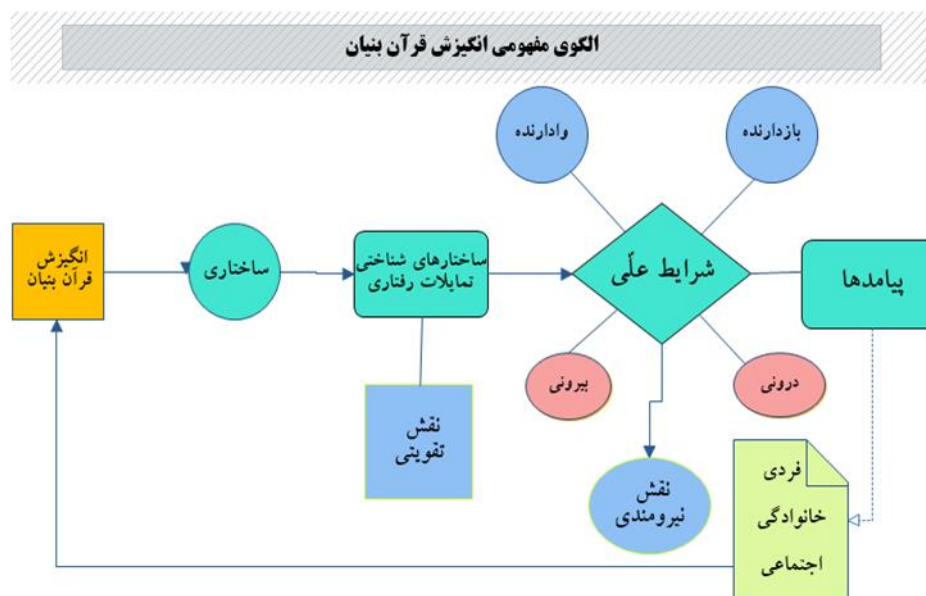 الگوی مفهومی انگیزش قرآن بنیان
وادارنده
بازدارنده
انگیزش
قرآن بنیان
ساختاری
ساختارهای شناختی
تمایلات رفتاری
شرایط علّی
پیامدها
بیرونی
درونی
نقش
تقویتی
نقش
نیرومندی
فردی
خانوادگی
اجتماعی